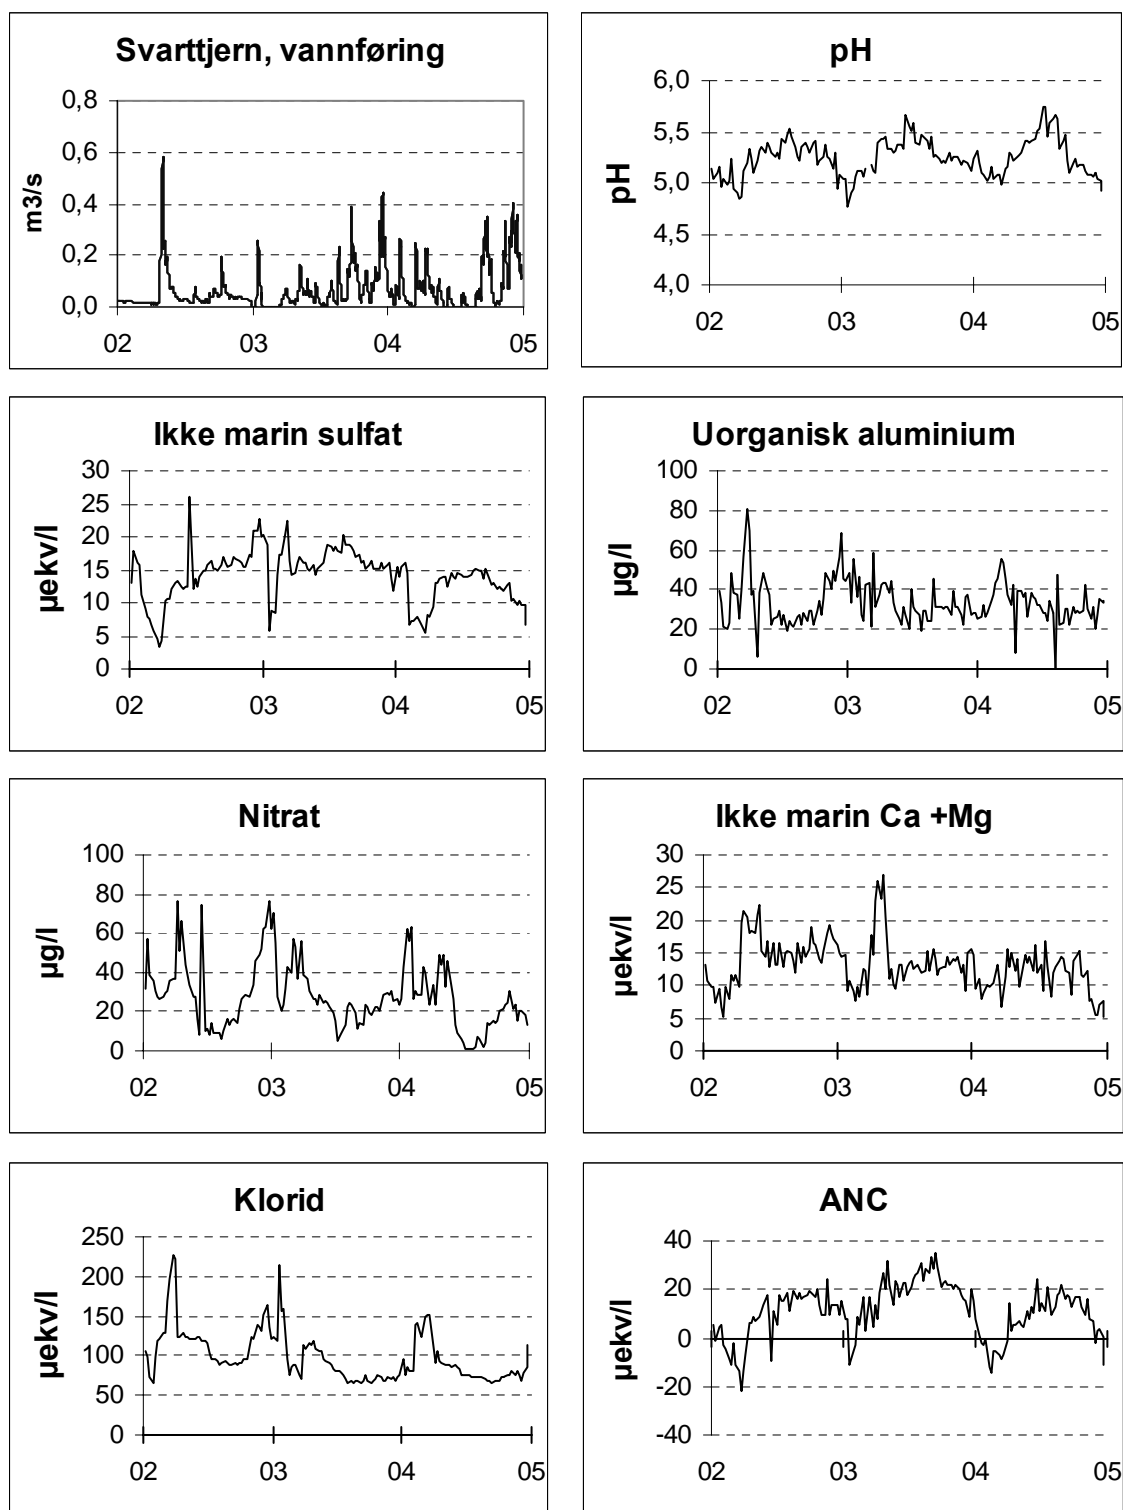 Svarttjern, vannføring
0,8
0,6
0,4
0,2
0,0
m3/s
02 03 04 05
pH
6,0
5,5
5,0
4,5
4,0
pH
02 03 04 05
Ikke marin sulfat
30
25
20
15
10
5
0
µekv/l
02 03 04 05
Uorganisk aluminium
100
80
60
40
20
0
µg/l
02 03 04 05
Nitrat
100
80
60
40
20
0
µg/l
02 03 04 05
Ikke marin Ca +Mg
30
25
20
15
10
5
0
µekv/l
02 03 04 05
Klorid
250
200
150
100
50
0
µekv/l
02 03 04 05
ANC
40
20
0
-20
-40
µekv/l
02 03 04 05